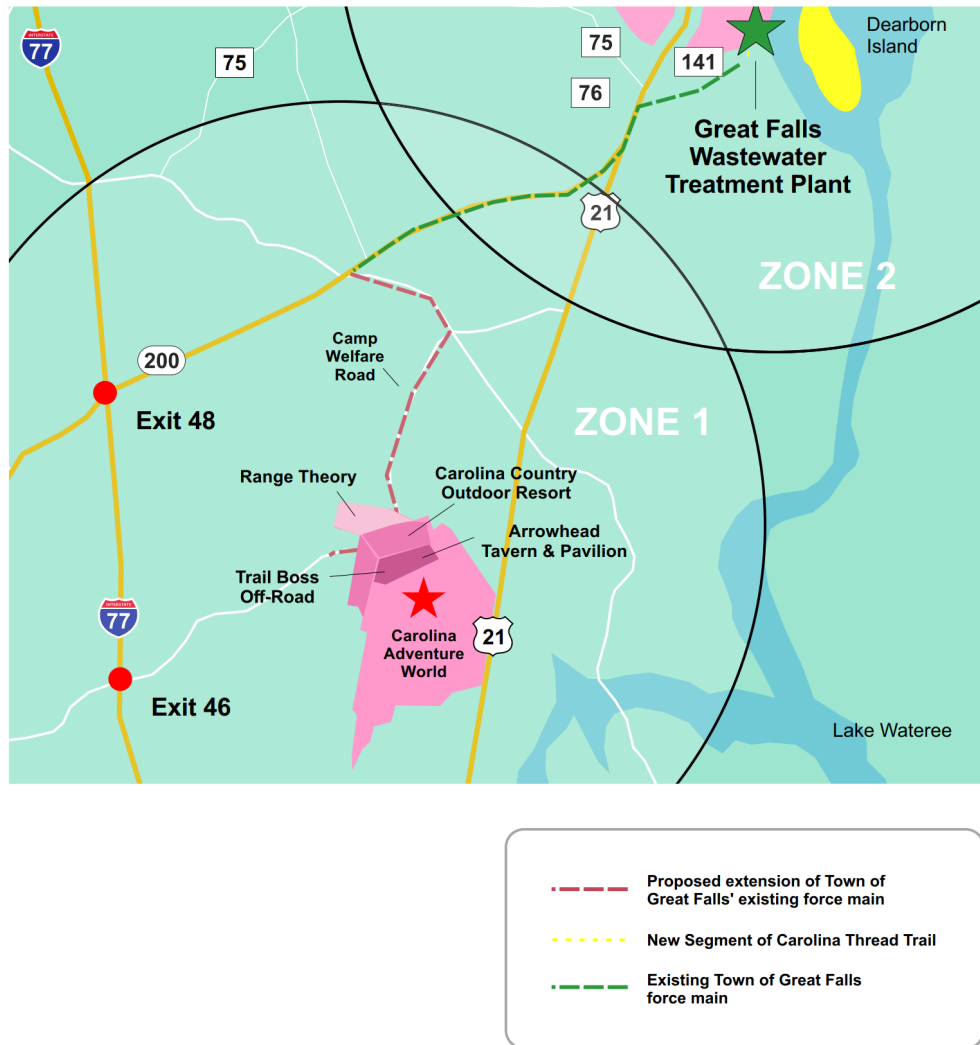 INTERSTATE
77
75
75
76
141
Dearborn
Island
Great Falls
Wastewater
Treatment Plant
21
ZONE 2
200
Camp
Welfare
Road
ZONE 1
Exit 48
Range Theory
Carolina Country
Outdoor Resort
Arrowhead
Tavern & Pavilion
Trail Boss
Off-Road
INTERSTATE
77
21
Carolina
Adventure
World
Exit 46
Lake Wateree
Proposed extension of Town of
Great Falls' existing force main
New Segment of Carolina Thread Trail
Existing Town of Great Falls
force main